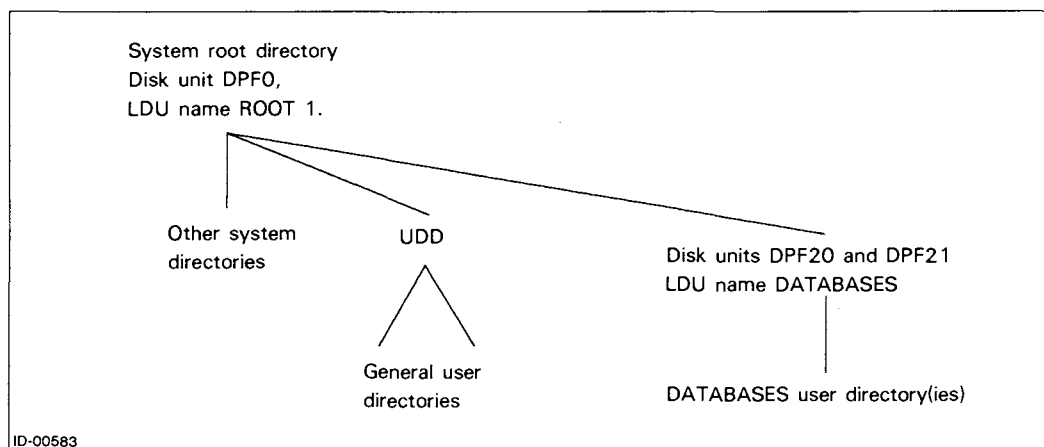 System root directory
Disk unit DPF0,
LDU name ROOT 1.
Other system
directories
UDD
General user
directories
Disk units DPF20 and DPF21
LDU name DATABASES
DATABASES user directory(ies)
ID-00583